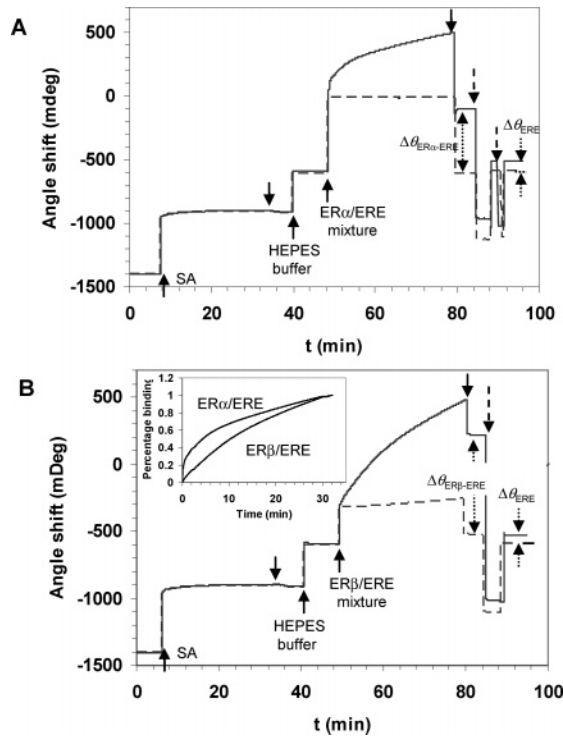 A
Angle shift (mdeg)
500
0
-500
-1000
-1500
0 20 40 60 80 100
t (min)
SA
HEPES
buffer
ERα/ERE
mixture
ΔθERα-ERE
ΔθERE
B
Angle shift (mDeg)
500
0
-500
-1000
-1500
0 20 40 60 80 100
t (min)
Percentage binding
1.2
1
0.8
0.6
0.4
0.2
0
0 10 20 30 40
Time (min)
ERα/ERE
ERβ/ERE
SA
HEPES
buffer
ERβ/ERE
mixture
ΔθERβ-ERE
ΔθERE